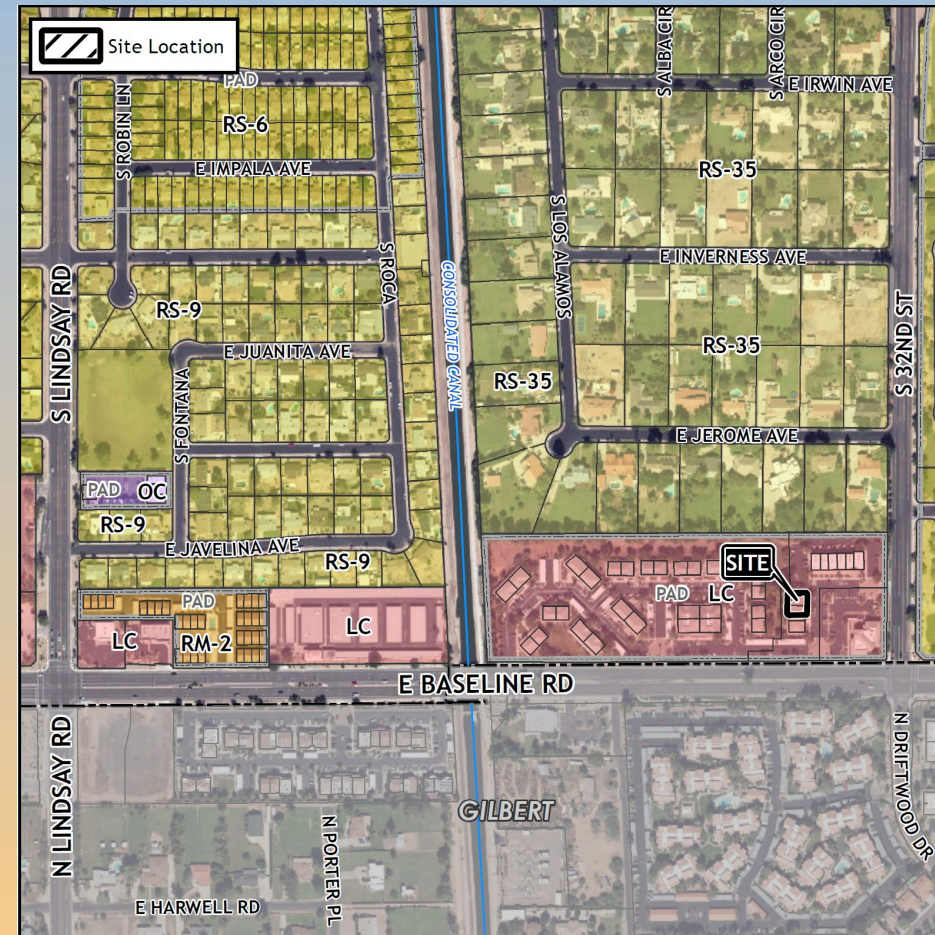 Site Location
PAD
S ROBIN LN
RS-6
E IMPALA AVE
S ALBA CIR
S ARCO CIR
E IRWIN AVE
RS-35
S LOS ALAMOS
E INVERNESS AVE
S ROCA
CONSOLIDATED CANAL
S LINDSAY RD
RS-9
S 32ND ST
E JUANITA AVE
RS-35
RS-35
S FONTANA
E JEROME AVE
PAD
OC
RS-9
E JAVELINA AVE
RS-9
SITE
PAD
LC
PAD
LC
RM-2
LC
E BASELINE RD
N LINDSAY RD
N DRIFTWOOD DR
GILBERT
N PORTER PL
E HARWELL RD